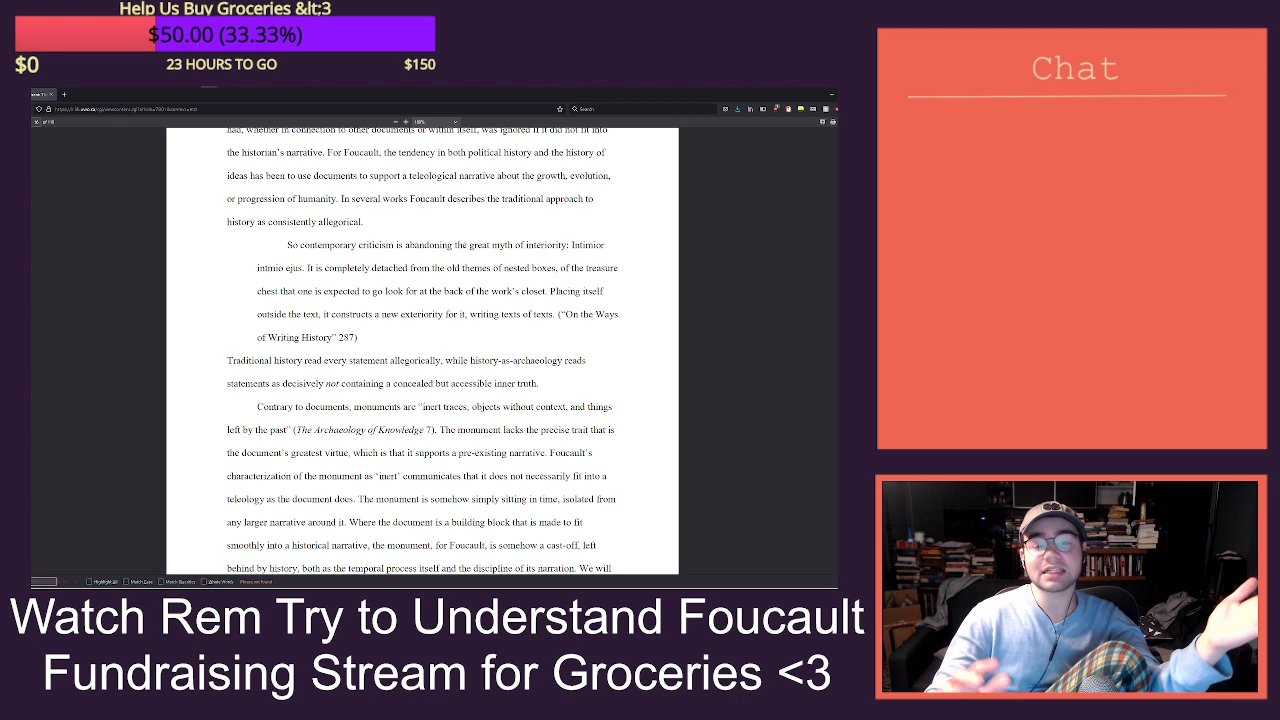 Help Us Buy Groceries &lt;3
$50.00 (33.33%)
$0
23 HOURS TO GO
$150
Search
had, whether in connection to other documents or within itself, was ignored if it did not fit into
the historian's narrative. For Foucault, the tendency in both political history and the history of
ideas has been to use documents to support a teleological narrative about the growth, evolution,
or progression of humanity. In several works Foucault describes the traditional approach to
history as consistently allegorical.
So contemporary criticism is abandoning the great myth of interiority: Intimior
intmio ejus. It is completely detached from the old themes of nested boxes, of the treasure
chest that one is expected to go look for at the back of the work's closet. Placing itself
outside the text, it constructs a new exteriority for it, writing texts of texts. ("On the Ways
of Writing History" 287)
Traditional history read every statement allegorically, while history-as-archaeology reads
statements as decisively not containing a concealed but accessible inner truth.
Contrary to documents, monuments are "inert traces, objects without context, and things
left by the past" (The Archaeology of Knowledge 7). The monument lacks the precise trait that is
the document's greatest virtue, which is that it supports a pre-existing narrative. Foucault's
characterization of the monument as 'inert' communicates that it does not necessarily fit into a
teleology as the document does. The monument is somehow simply sitting in time, isolated from
any larger narrative around it. Where the document is a building block that is made to fit
smoothly into a historical narrative, the monument, for Foucault, is somehow a cast-off, left
behind by history, both as the temporal process itself and the discipline of its narration. We will
Highlight All Match Case Match Diacritics Whole Words Phrase not found
Watch Rem Try to Understand Foucault
Fundraising Stream for Groceries <3
Chat